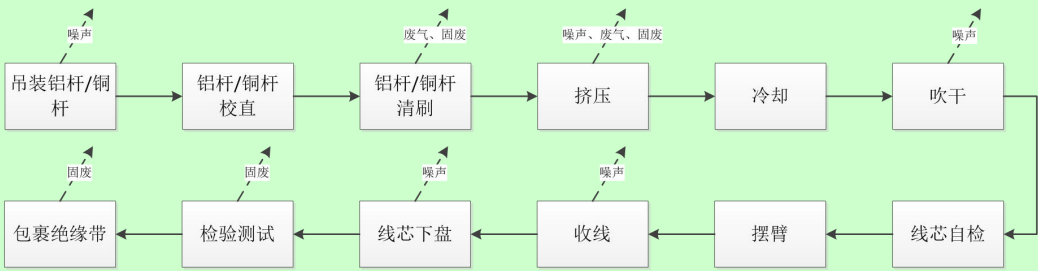 噪声
废气、固废
噪声、废气、固废
噪声
吊装铝杆/铜
杆
铝杆/铜杆
校直
铝杆/铜杆
清刷
挤压
冷却
吹干
固废
固废
噪声
噪声
包裹绝缘带
检验测试
线芯下盘
收线
摆臂
线芯自检